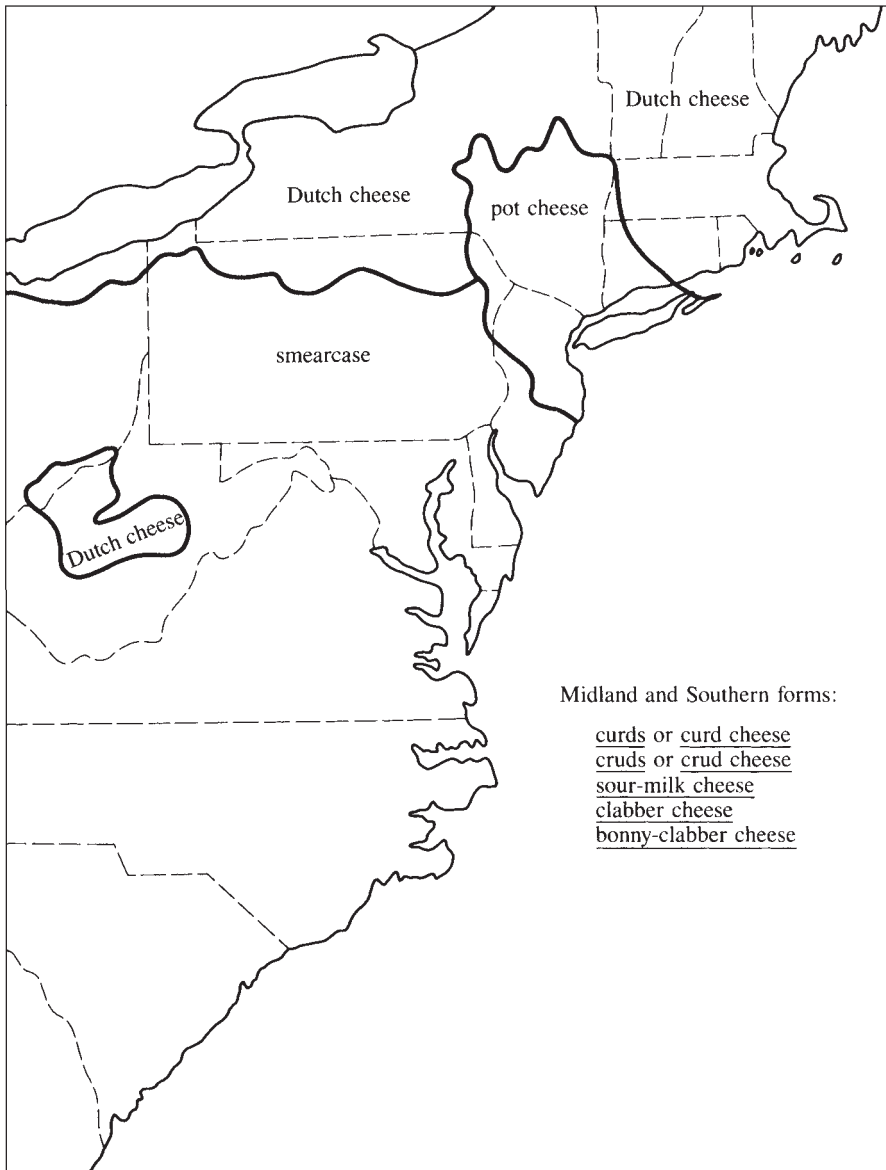 Dutch cheese
Dutch cheese
pot cheese
smearcase
Dutch cheese
Midland and Southern forms:
curds or curd cheese
cruds or crud cheese
sour-milk cheese
clabber cheese
bonny-clabber cheese